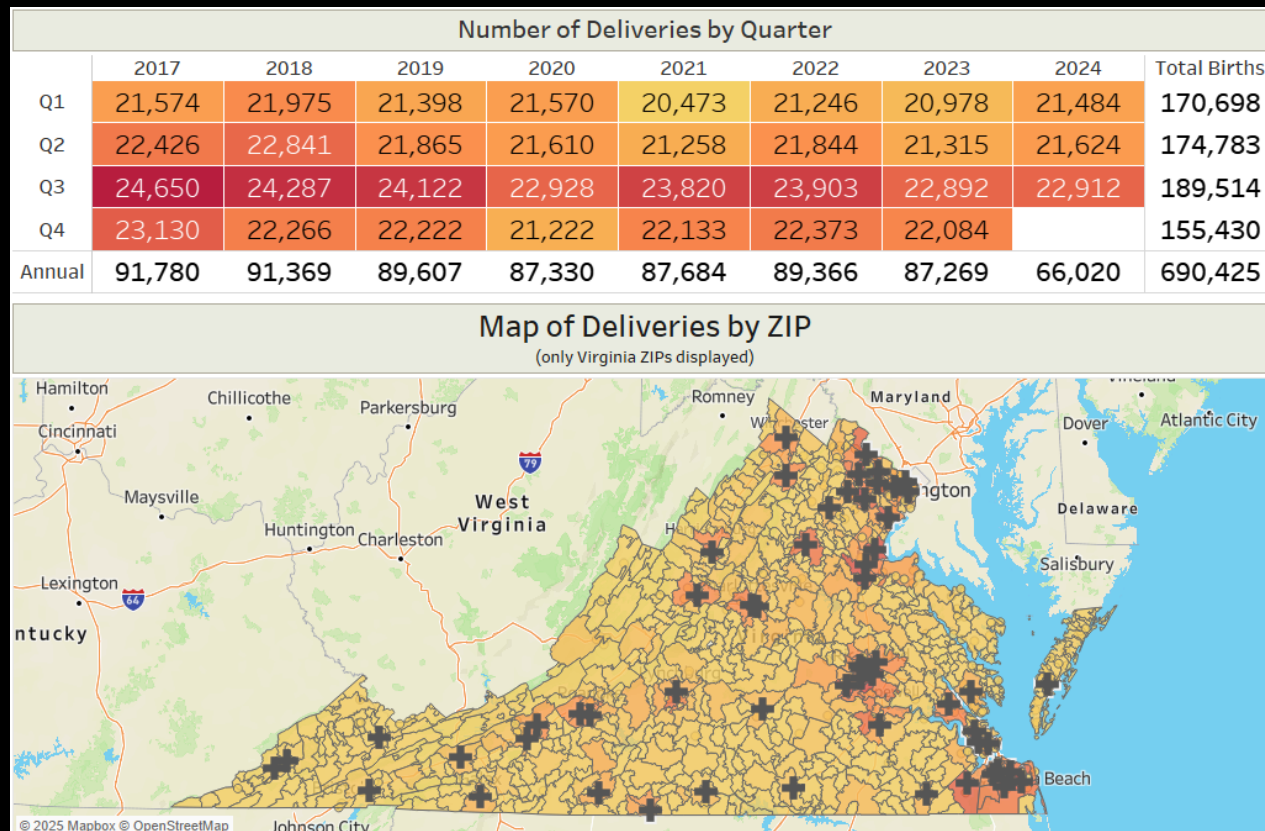 Number of Deliveries by Quarter
2017 2018 2019 2020 2021 2022 2023 2024 Total Births
Q1 21,574 21,975 21,398 21,570 20,473 21,246 20,978 21,484 170,698
Q2 22,426 22,841 21,865 21,610 21,258 21,844 21,315 21,624 174,783
Q3 24,650 24,287 24,122 22,928 23,820 23,903 22,892 22,912 189,514
Q4 23,130 22,266 22,222 21,222 22,133 22,373 22,084 155,430
Annual 91,780 91,369 89,607 87,330 87,684 89,366 87,269 66,020 690,425
Map of Deliveries by ZIP
(only Virginia ZIPs displayed)
Hamilton
Chillicothe
Parkersburg
Romney
Maryland
Cincinnati
Dover
Atlantic City
79
Maysville
West
Virginia
ngton
Delaware
Huntington
Charleston
Salisbury
Lexington
64
ntucky
Beach
Johnson City
© 2025 Mapbox © OpenStreetMap